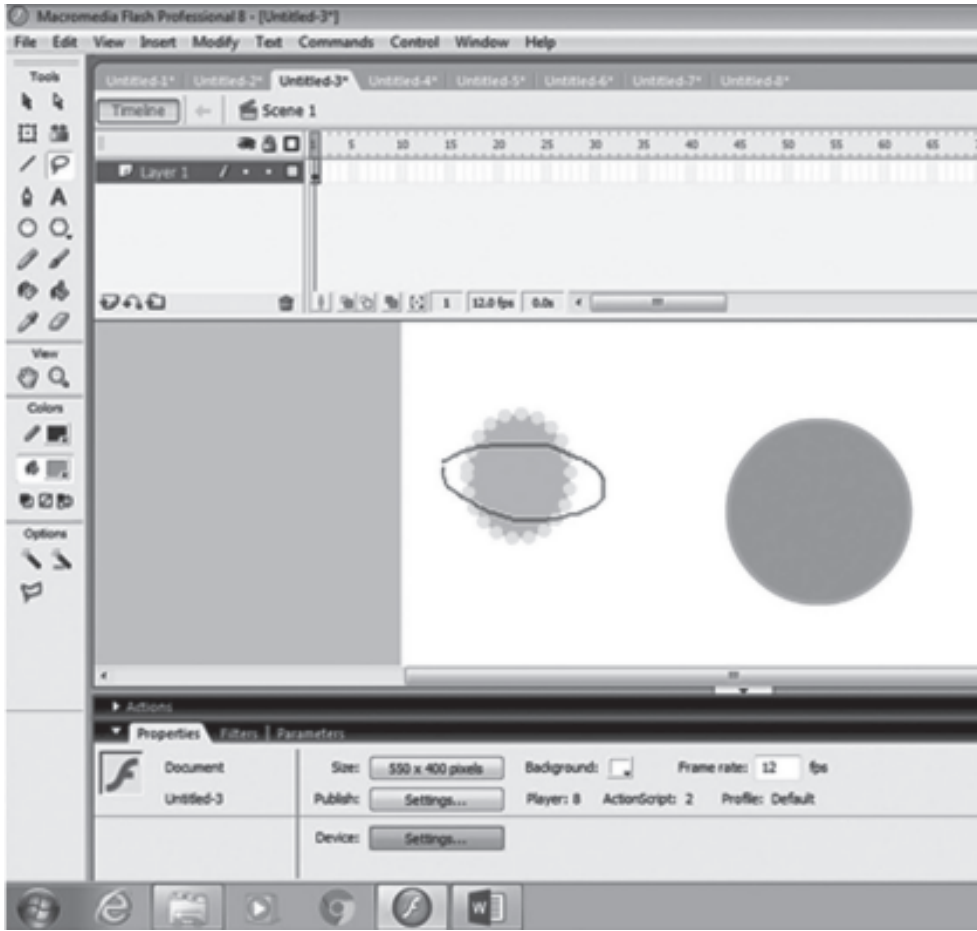 Macromedia Flash Professional 8 - [Untitled-3*]
File Edit View Insert Modify Text Commands Control Window Help
Tools
Untitled-1* Untitled-2* Untitled-3* Untitled-4* Untitled-5* Untitled-6* Untitled-7* Untitled-8*
Timeline Scene 1
1 5 10 15 20 25 30 35 40 45 50 55 60 65
Layer 1
A
1 12.0 fps 0.0s
View
Colors
Options
Actions
Properties Filters Parameters
Document Size: 550 x 400 pixels Background: Frame rate: 12 fps
Untitled-3 Publish: Settings... Player: 8 ActionScript: 2 Profile: Default
Device: Settings...
W